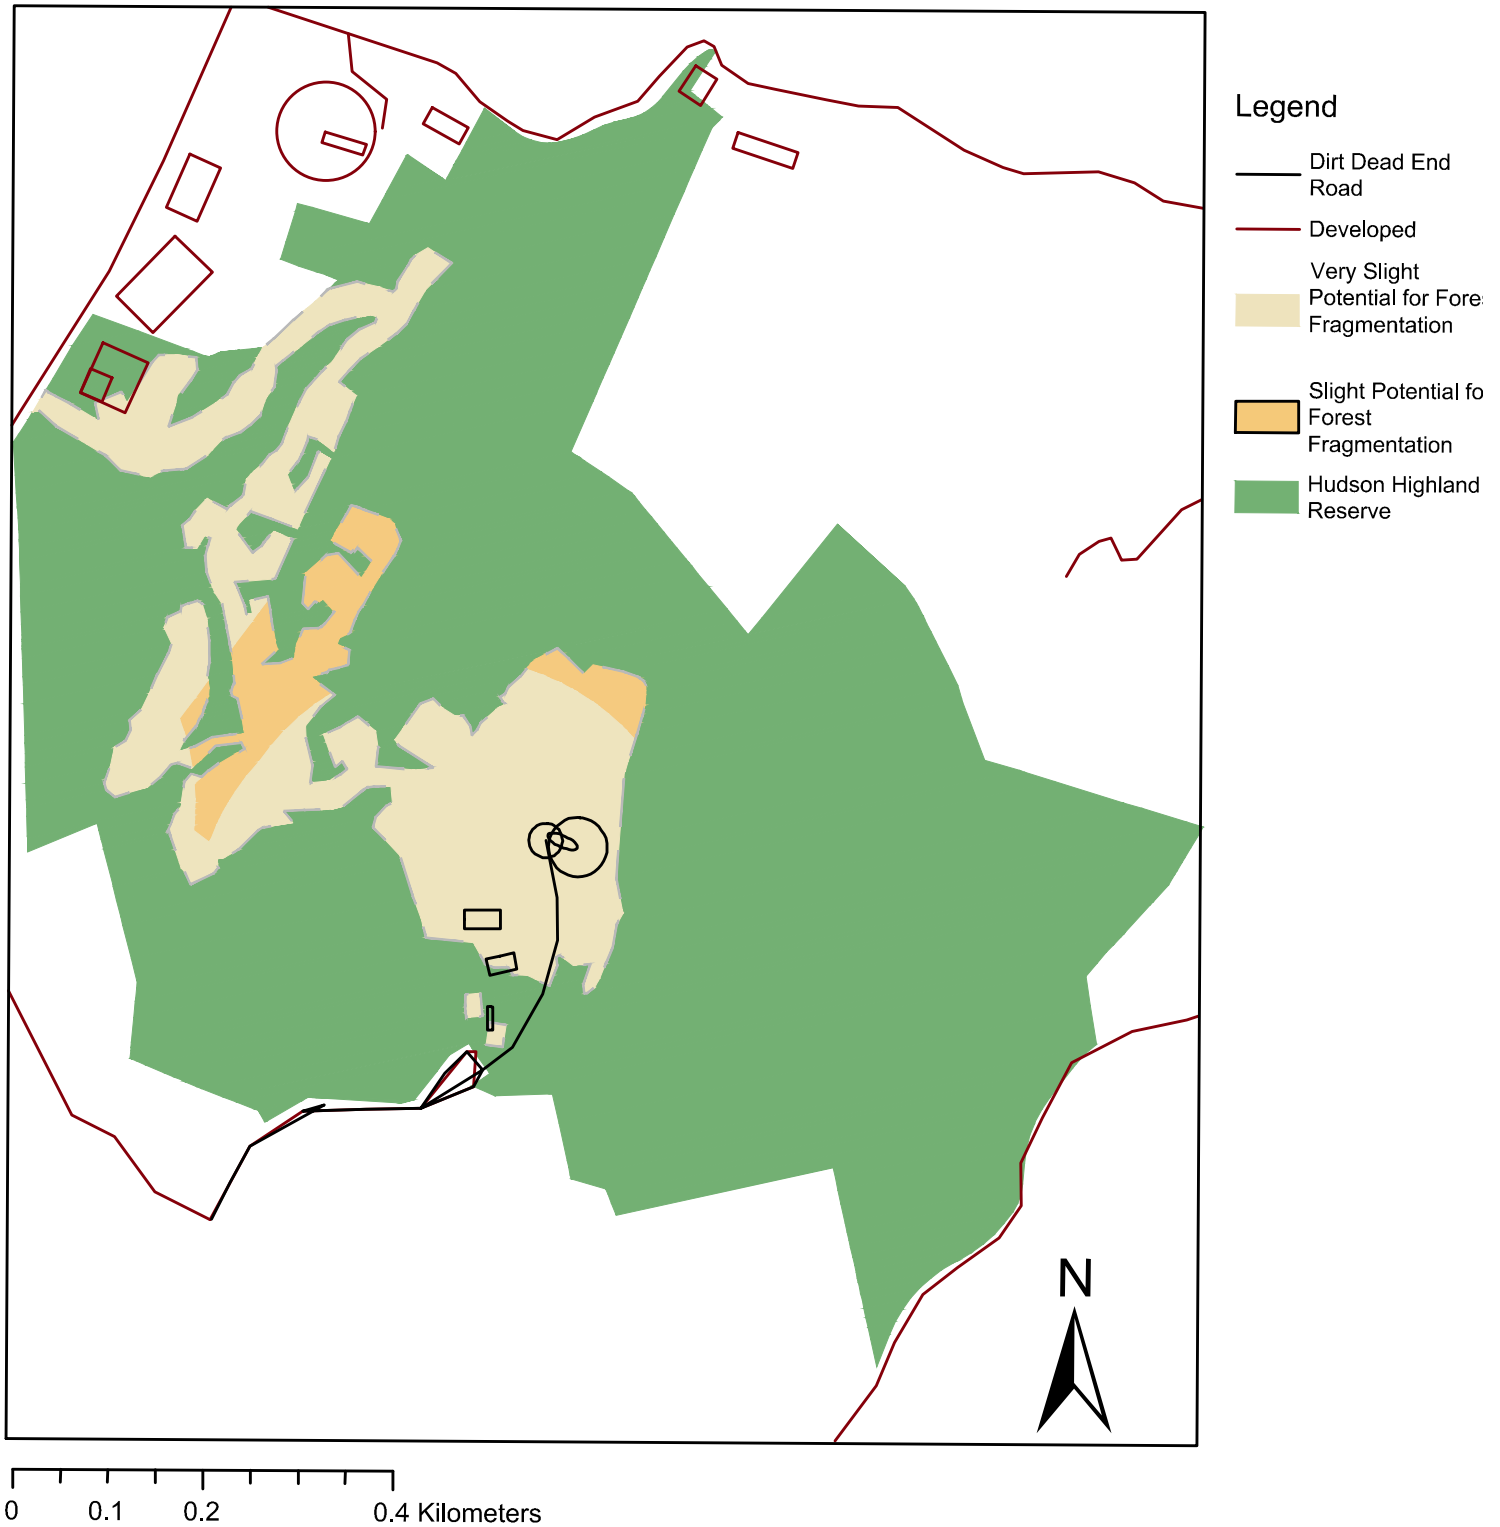 Legend
Dirt Dead End
Road
Developed
Very Slight
Potential for Fore
Fragmentation
Slight Potential fo
Forest
Fragmentation
Hudson Highland
Reserve
N
0 0.1 0.2 0.4 Kilometers